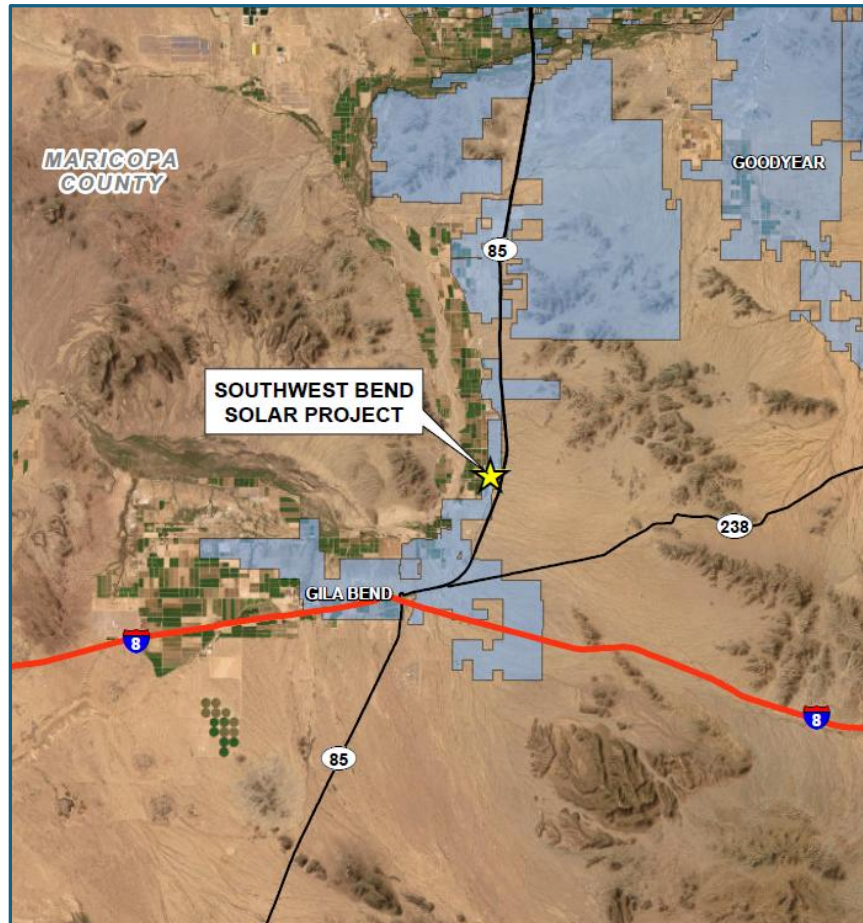 MARICOPA
COUNTY
GOODYEAR
85
SOUTHWEST BEND
SOLAR PROJECT
238
GILA BEND
8
8
85